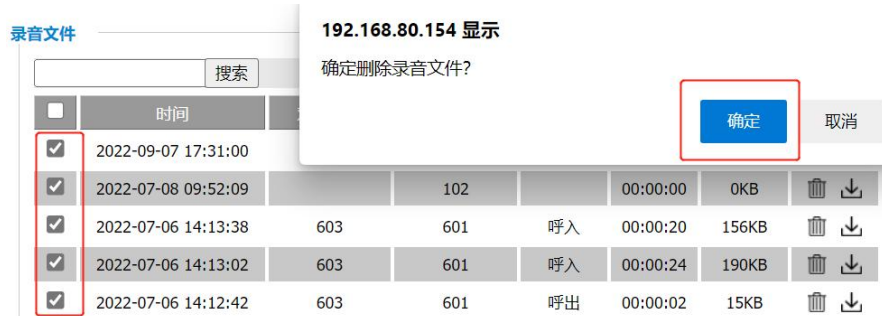 录音文件
192.168.80.154 显示
确定删除录音文件?
确定 取消
搜索
时间
2022-09-07 17:31:00
2022-07-08 09:52:09 102 00:00:00 0KB
2022-07-06 14:13:38 603 601 呼入 00:00:20 156KB
2022-07-06 14:13:02 603 601 呼入 00:00:24 190KB
2022-07-06 14:12:42 603 601 呼出 00:00:02 15KB